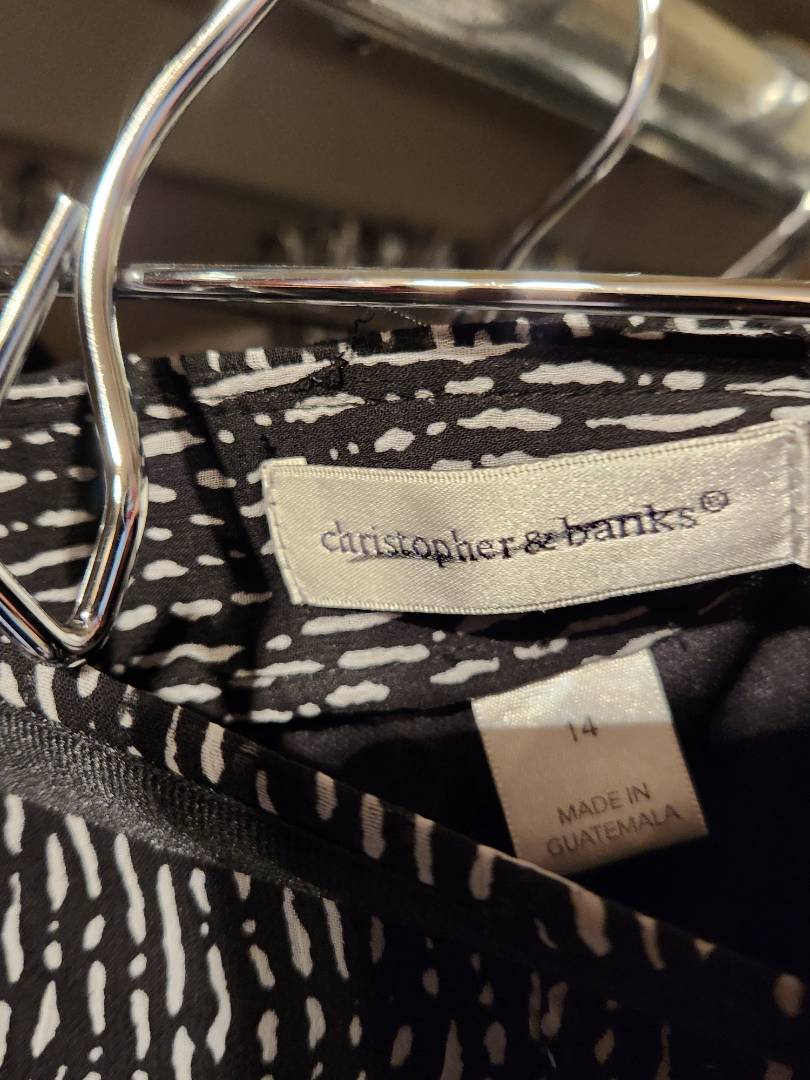 christopher & banks®
14
MADE IN
GUATEMALA